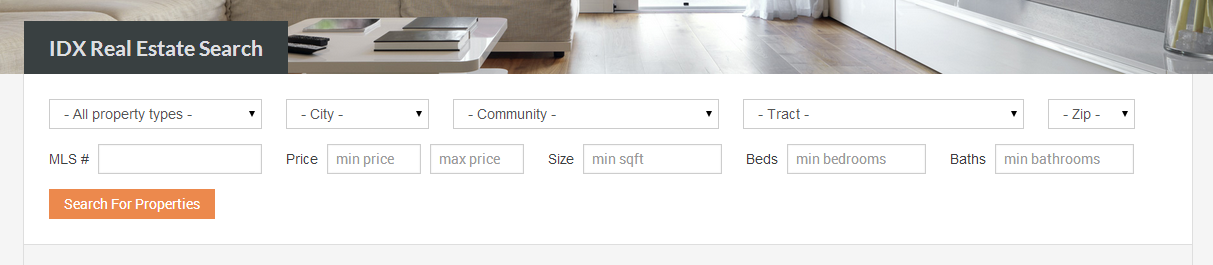 IDX Real Estate Search
- All property types - - City - - Community - - Tract - - Zip -
MLS # Price min price max price Size min sqft Beds min bedrooms Baths min bathrooms
Search For Properties